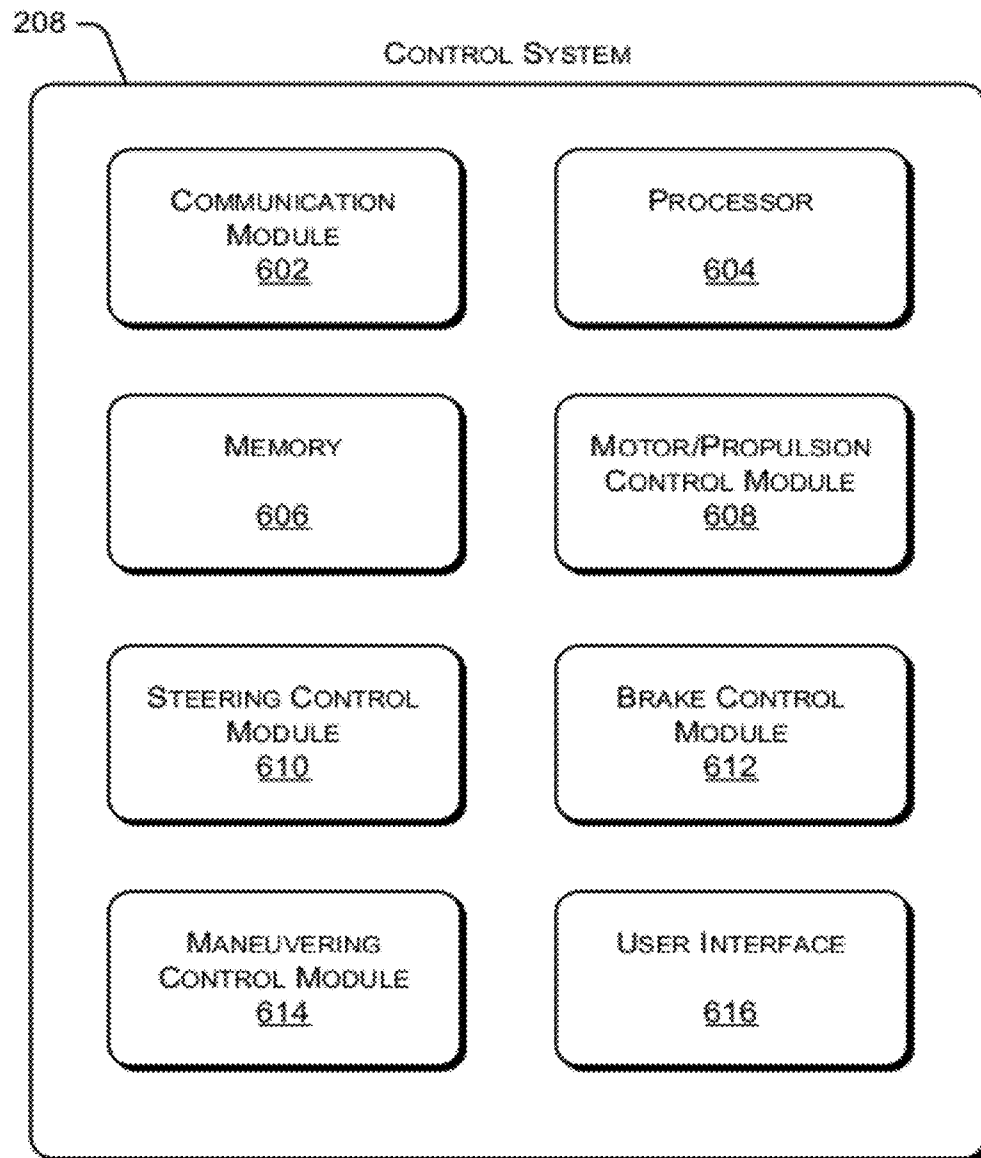 208
CONTROL SYSTEM
COMMUNICATION
MODULE
602
PROCESSOR
604
MEMORY
606
MOTOR/PROPULSION
CONTROL MODULE
608
STEERING CONTROL
MODULE
610
BRAKE CONTROL
MODULE
612
MANEUVERING
CONTROL MODULE
614
USER INTERFACE
616